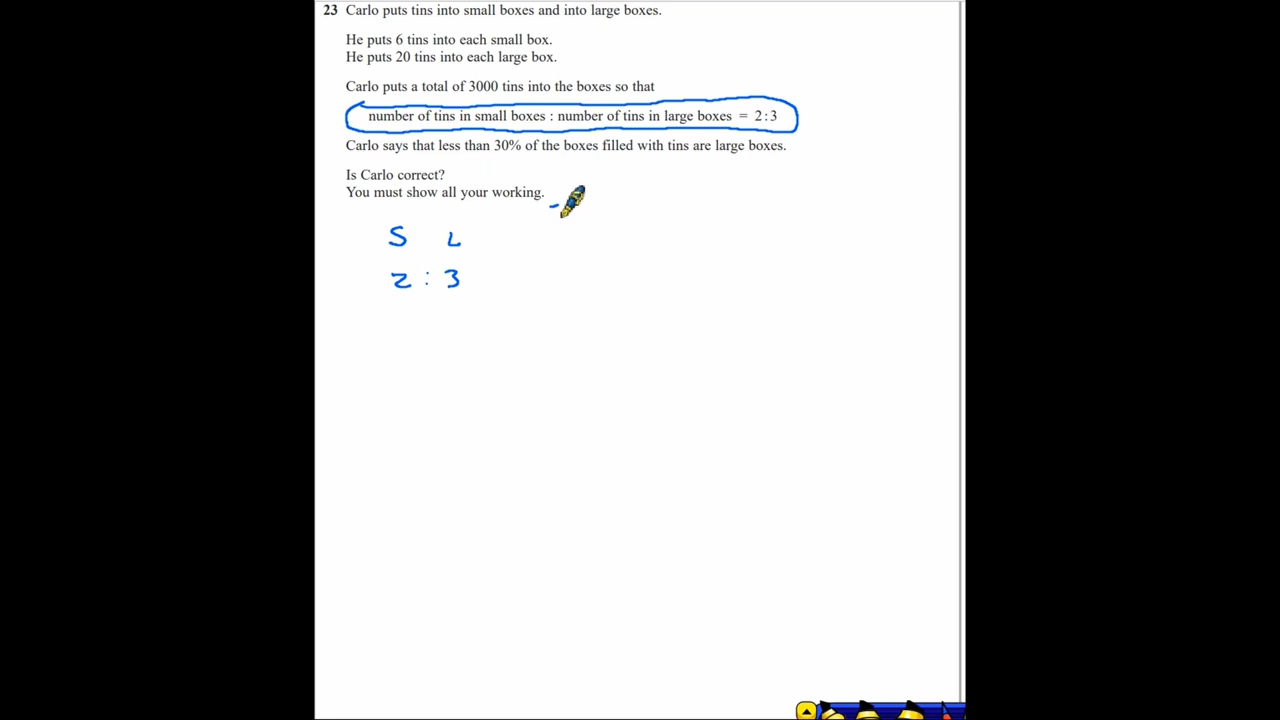 23 Carlo puts tins into small boxes and into large boxes.
He puts 6 tins into each small box.
He puts 20 tins into each large box.
Carlo puts a total of 3000 tins into the boxes so that
number of tins in small boxes : number of tins in large boxes = 2:3
Carlo says that less than 30% of the boxes filled with tins are large boxes.
Is Carlo correct?
You must show all your working.
S L
2 : 3